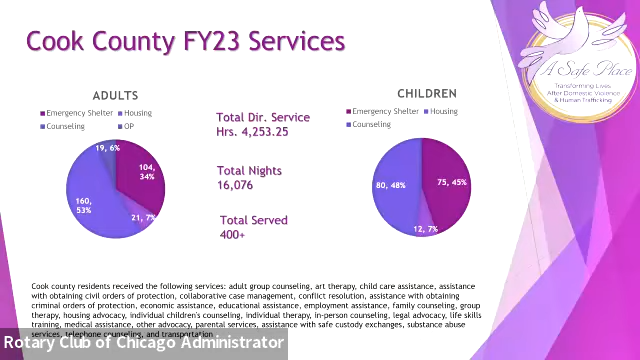 Cook County FY23 Services
A Safe Place
Transforming Lives
After Domestic Violence
& Human Trafficking
ADULTS
Emergency Shelter
Housing
Counseling
OP
19, 6%
104,
34%
160,
53%
21, 7%
Total Dir. Service
Hrs. 4,253.25
Total Nights
16,076
Total Served
400+
CHILDREN
Emergency Shelter
Housing
Counseling
80, 48%
75, 45%
12, 7%
Cook county residents received the following services: adult group counseling, art therapy, child care assistance, assistance
with obtaining civil orders of protection, collaborative case management, conflict resolution, assistance with obtaining
criminal orders of protection, economic assistance, educational assistance, employment assistance, family counseling, group
therapy, housing advocacy, individual children's counseling, individual therapy, in-person counseling, legal advocacy, life skills
training, medical assistance, other advocacy, parental services, assistance with safe custody exchanges, substance abuse
services, telephone counseling, and transportation
Rotary Club of Chicago Administrator